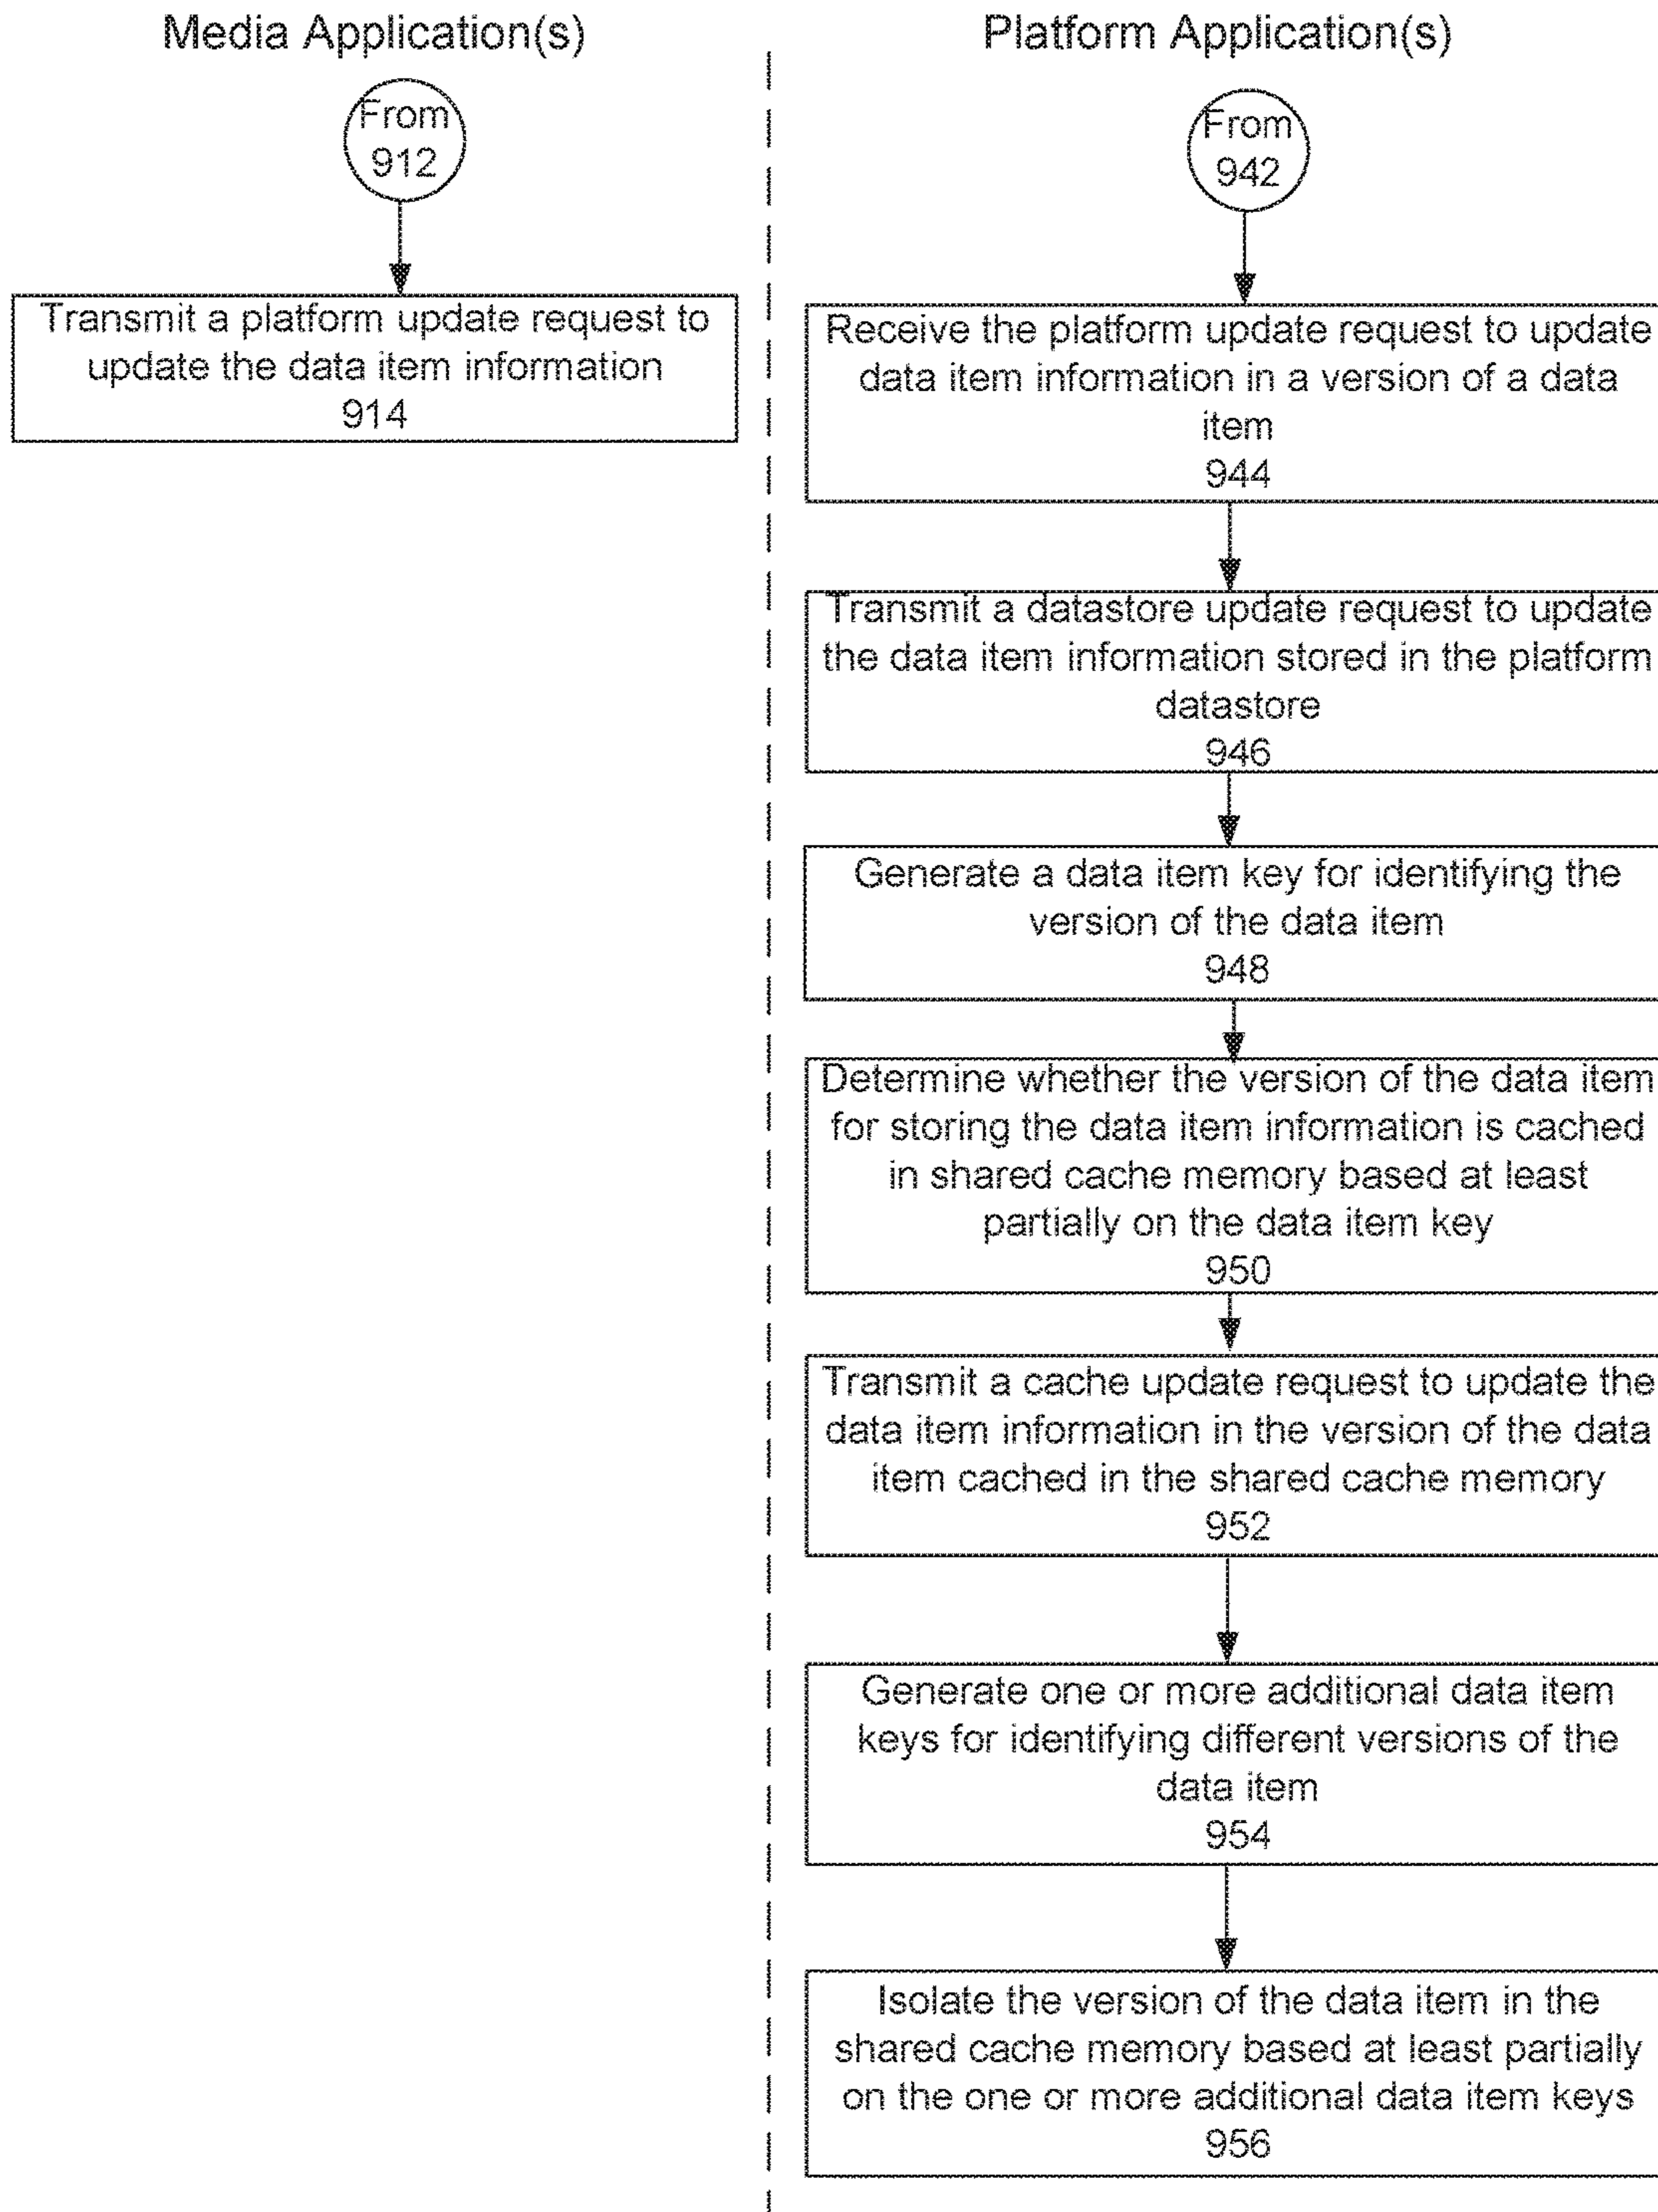 Media Application(s)
From
912
Transmit a platform update request to
update the data item information
914
Platform Application(s)
From
942
Receive the platform update request to update
data item information in a version of a data
item
944
Transmit a datastore update request to update
the data item information stored in the platform
datastore
946
Generate a data item key for identifying the
version of the data item
948
Determine whether the version of the data item
for storing the data item information is cached
in shared cache memory based at least
partially on the data item key
950
Transmit a cache update request to update the
data item information in the version of the data
item cached in the shared cache memory
952
Generate one or more additional data item
keys for identifying different versions of the
data item
954
Isolate the version of the data item in the
shared cache memory based at least partially
on the one or more additional data item keys
956